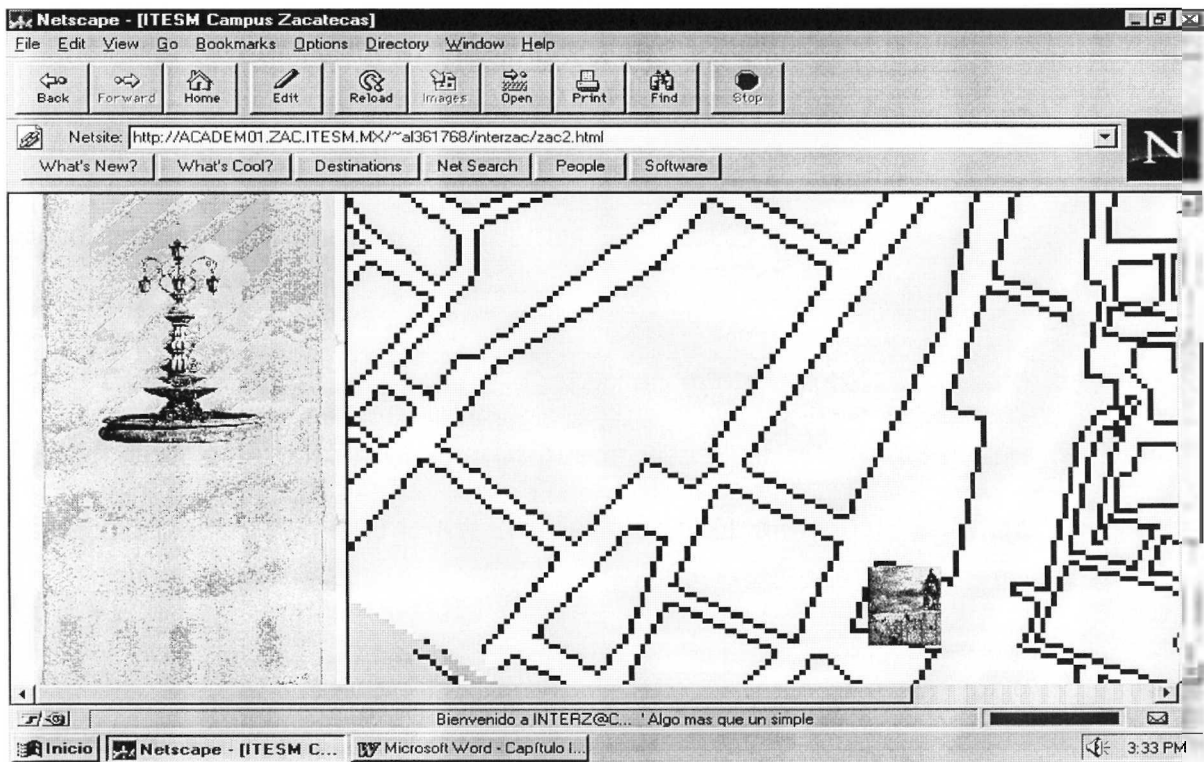 Netscape - [ITESM Campus Zacatecas]
File Edit View Go Bookmarks Options Directory Window Help
Back Forward Home Edit Reload Images Open Print Find Stop
Netsite: http://ACADEM01.ZAC.ITESM.MX/~al361768/interzac/zac2.html
N
What's New? What's Cool? Destinations Net Search People Software
Bienvenido a INTERZ@C... 'Algo mas que un simple
Inicio Netscape - [ITESM C... Microsoft Word - Capítulo I... 3:33 PM